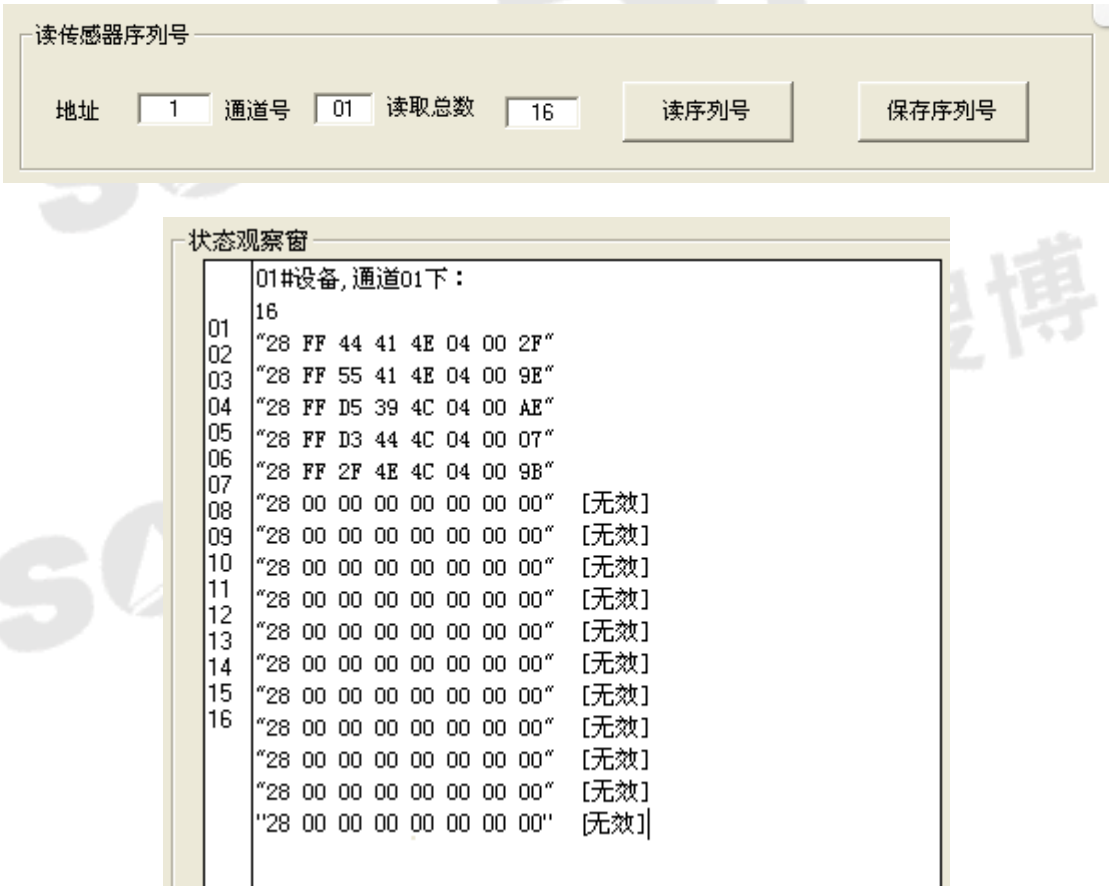 读传感器序列号
地址 1 通道号 01 读取总数 16 读序列号 保存序列号
状态观察窗
01#设备,通道01下：
16
01 "28 FF 44 41 4E 04 00 2F"
02 "28 FF 55 41 4E 04 00 9E"
03 "28 FF D5 39 4C 04 00 AE"
04 "28 FF D3 44 4C 04 00 07"
05 "28 FF 2F 4E 4C 04 00 9B"
06 "28 00 00 00 00 00 00 00" [无效]
07 "28 00 00 00 00 00 00 00" [无效]
08 "28 00 00 00 00 00 00 00" [无效]
09 "28 00 00 00 00 00 00 00" [无效]
10 "28 00 00 00 00 00 00 00" [无效]
11 "28 00 00 00 00 00 00 00" [无效]
12 "28 00 00 00 00 00 00 00" [无效]
13 "28 00 00 00 00 00 00 00" [无效]
14 "28 00 00 00 00 00 00 00" [无效]
15 "28 00 00 00 00 00 00 00" [无效]
16 "28 00 00 00 00 00 00 00" [无效]